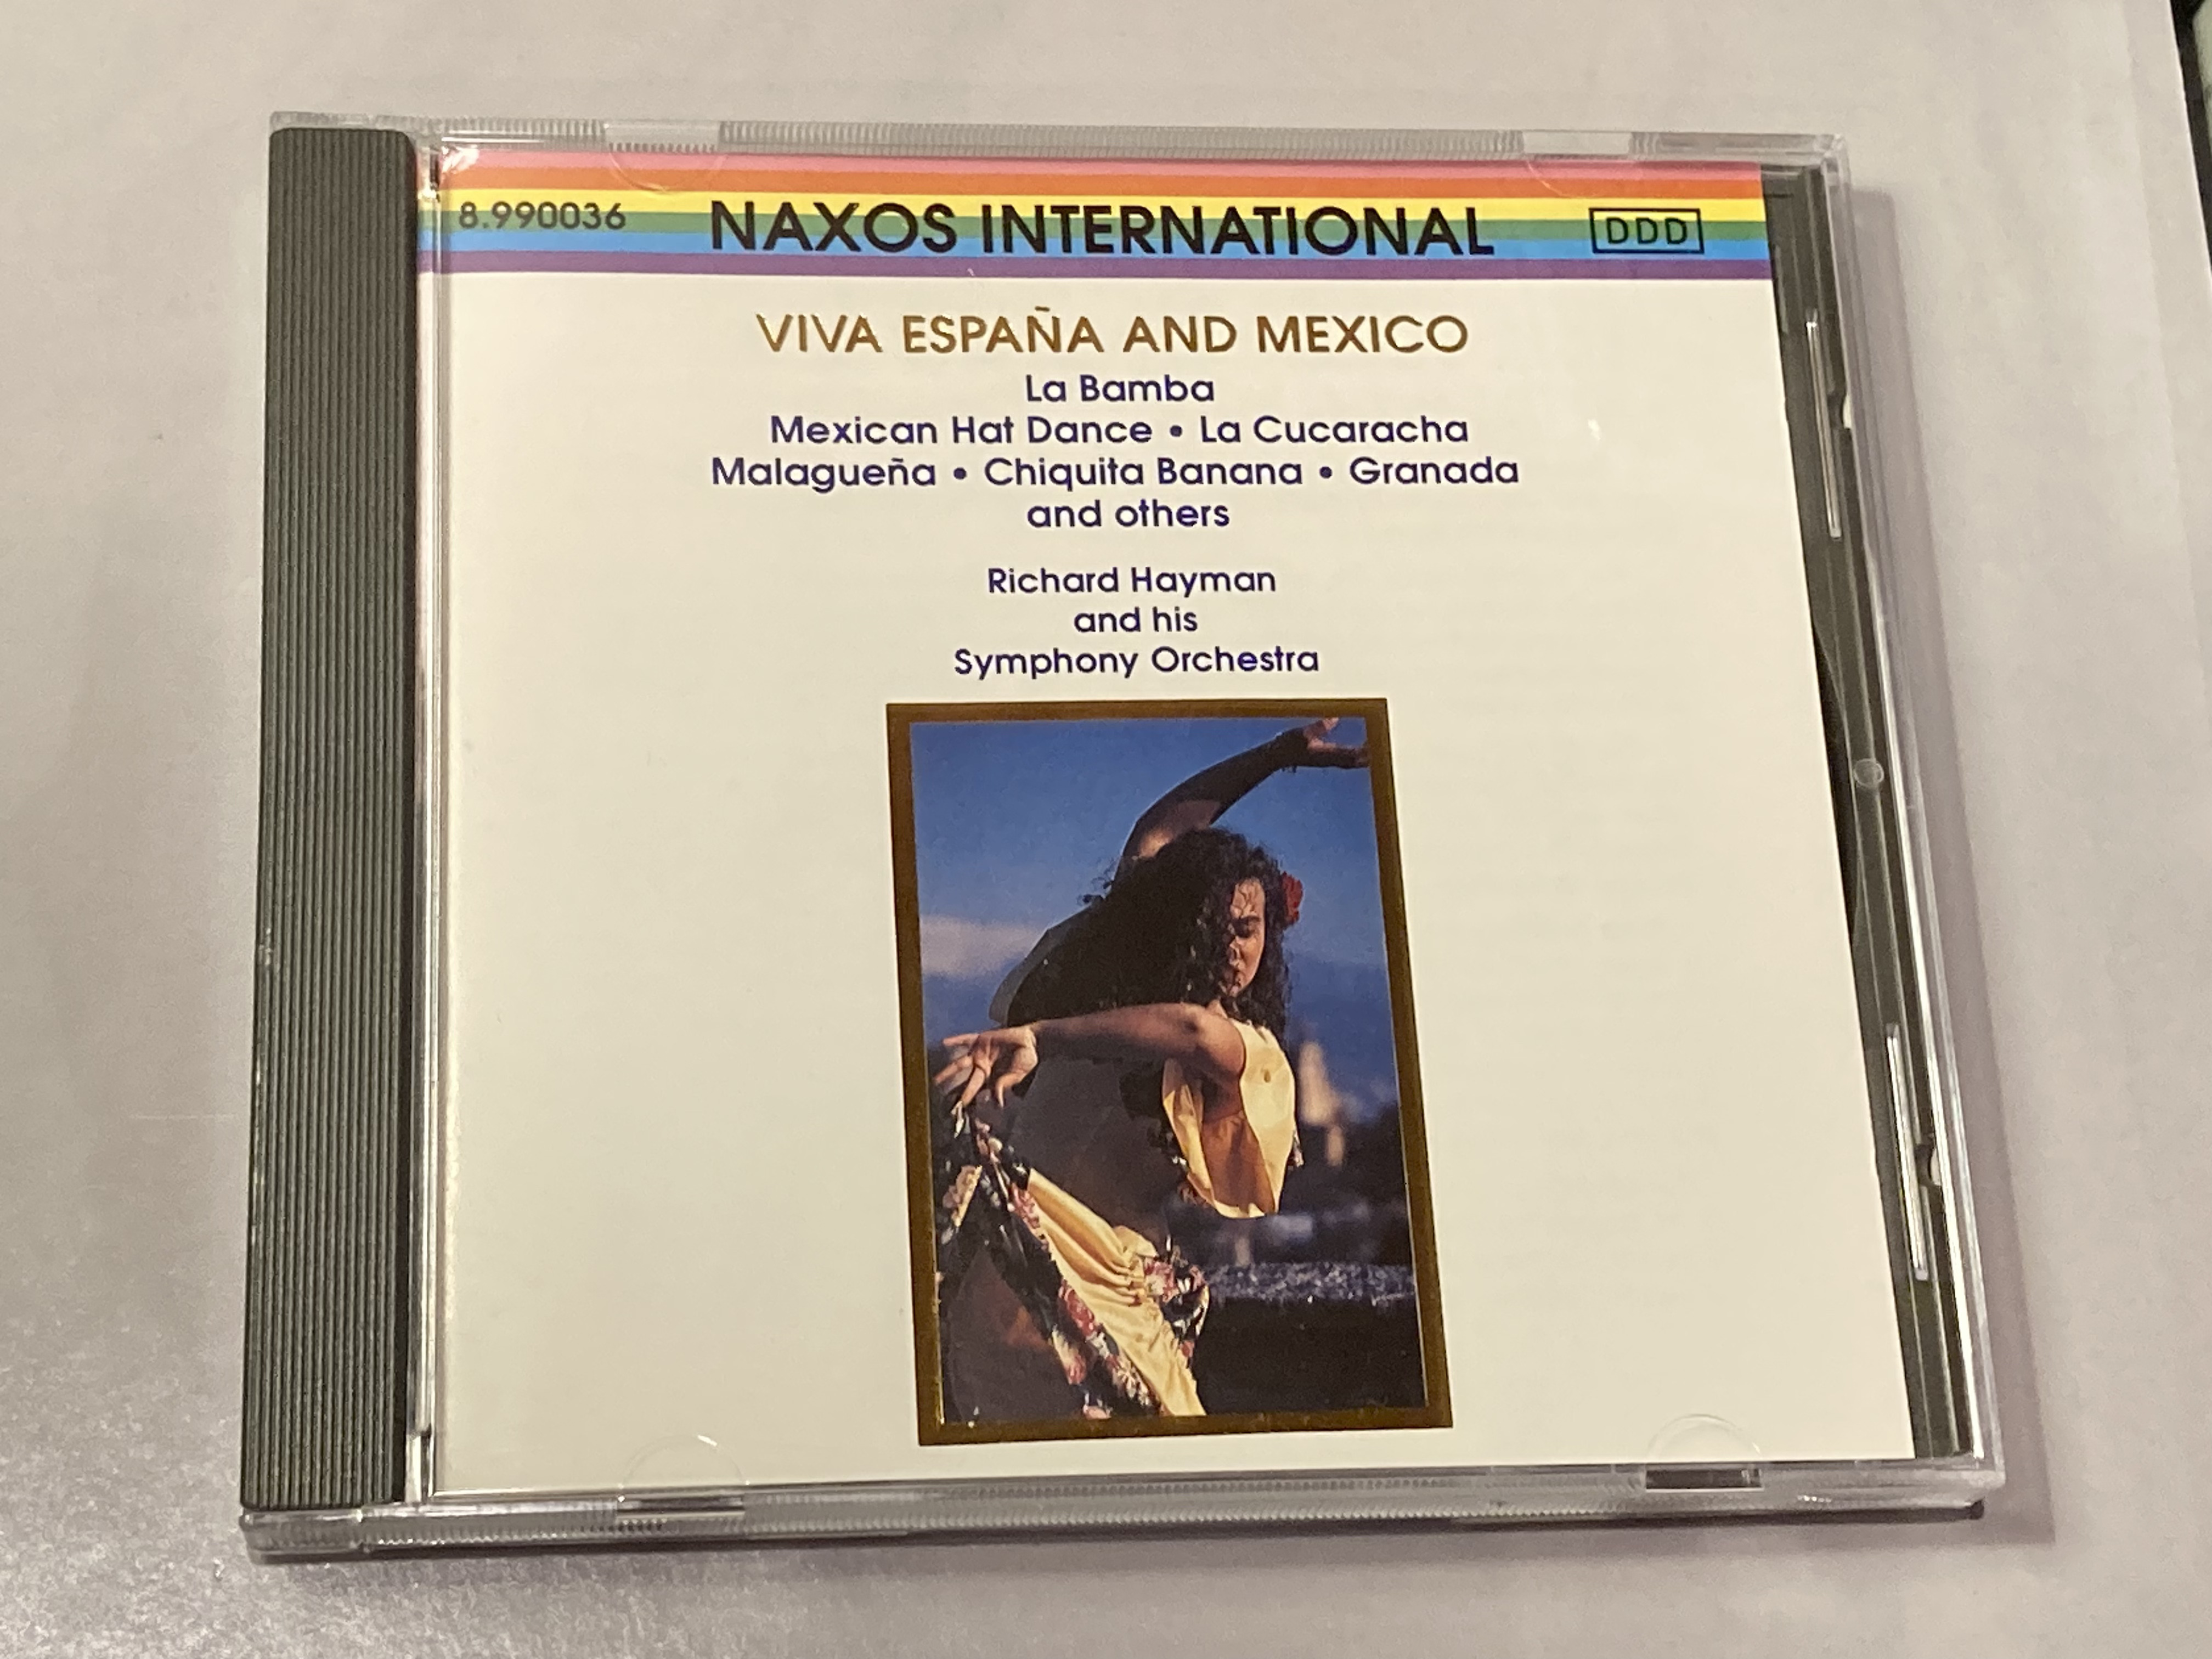 8.990036 NAXOS INTERNATIONAL DDD
VIVA ESPAÑA AND MEXICO
La Bamba
Mexican Hat Dance • La Cucaracha
Malagueña • Chiquita Banana • Granada
and others
Richard Hayman
and his
Symphony Orchestra